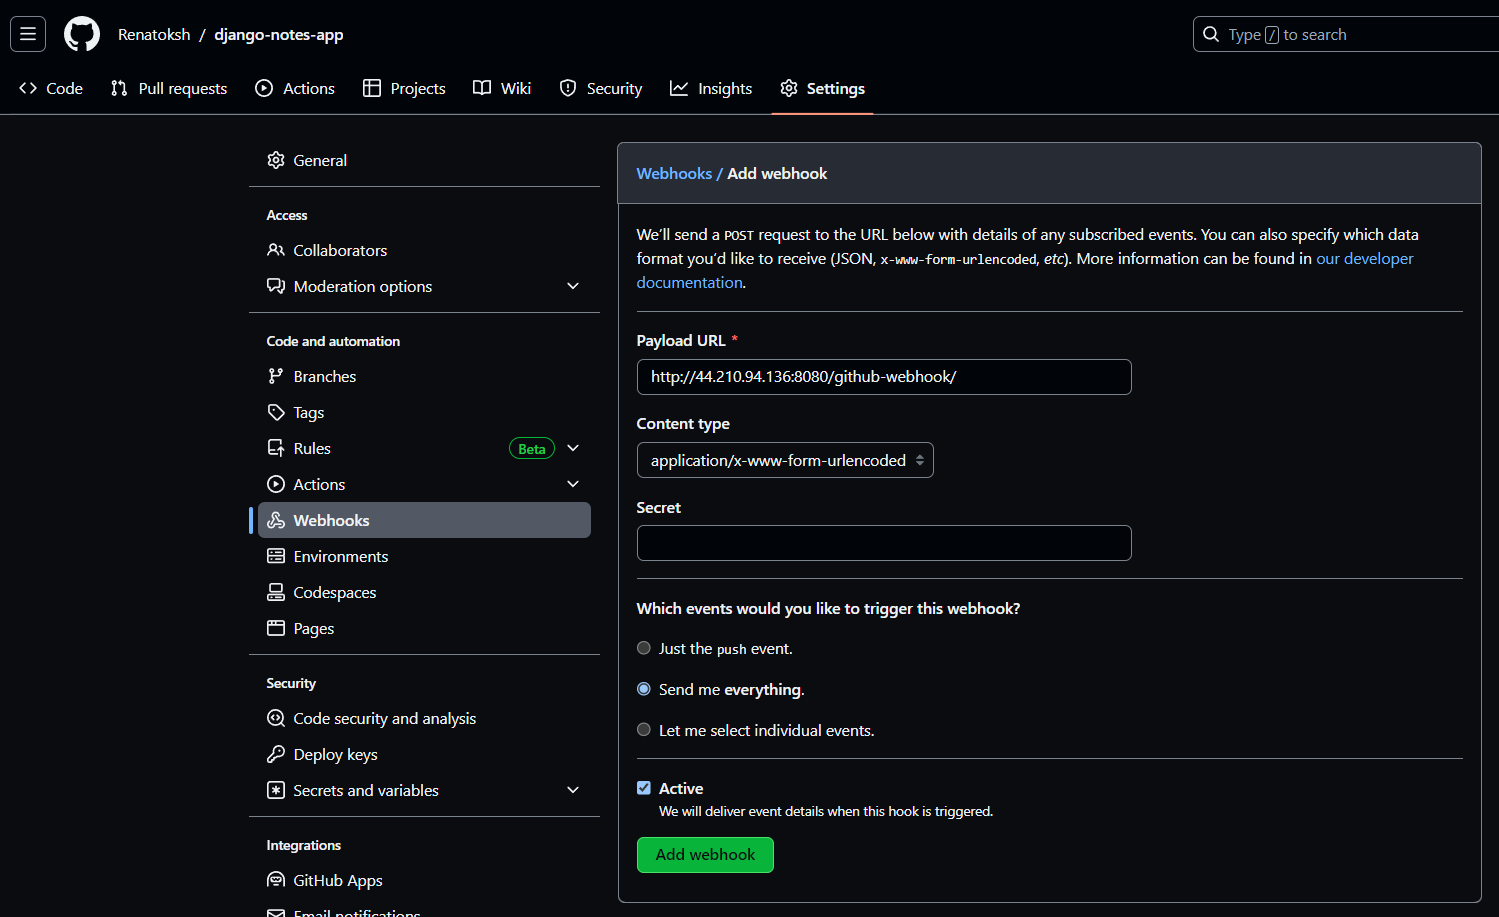 Renatoksh / django-notes-app
Type / to search
Code
Pull requests
Actions
Projects
Wiki
Security
Insights
Settings
General
Access
Collaborators
Moderation options
Code and automation
Branches
Tags
Rules Beta
Actions
Webhooks
Environments
Codespaces
Pages
Security
Code security and analysis
Deploy keys
Secrets and variables
Integrations
GitHub Apps
Email notifications
Webhooks / Add webhook
We'll send a POST request to the URL below with details of any subscribed events. You can also specify which data
format you'd like to receive (JSON, x-www-form-urlencoded, etc). More information can be found in our developer
documentation.
Payload URL *
http://44.210.94.136:8080/github-webhook/
Content type
application/x-www-form-urlencoded
Secret
Which events would you like to trigger this webhook?
Just the push event.
Send me everything.
Let me select individual events.
Active
We will deliver event details when this hook is triggered.
Add webhook